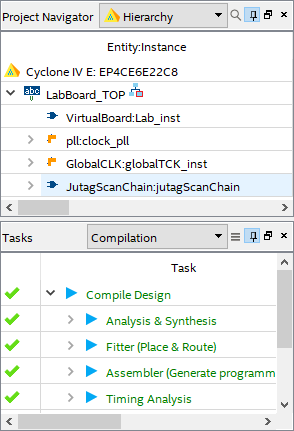 Project Navigator Hierarchy
Entity:Instance
Cyclone IV E: EP4CE6E22C8
abc LabBoard_TOP
VirtualBoard:Lab_inst
pll:clock_pll
GlobalCLK:globalTCK_inst
JutagScanChain:jutagScanChain
Tasks Compilation
Task
Compile Design
Analysis & Synthesis
Fitter (Place & Route)
Assembler (Generate programm
Timing Analysis